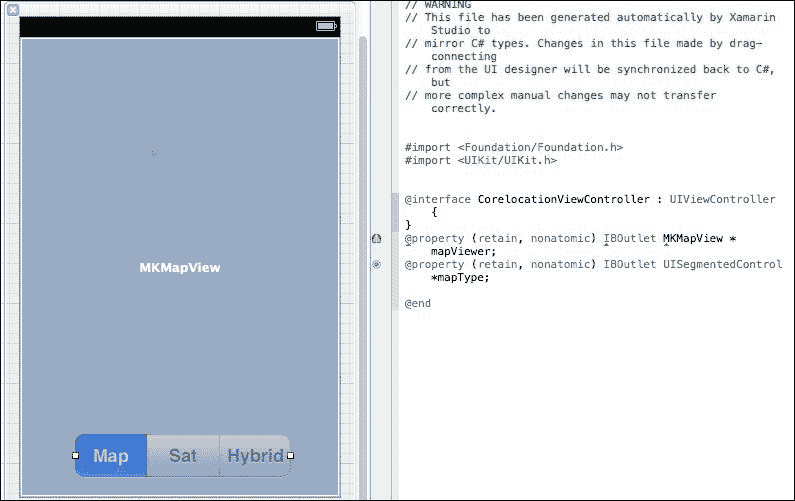 // WARNING
// This file has been generated automatically by Xamarin
Studio to
// mirror C# types. Changes in this file made by drag-
connecting
// from the UI designer will be synchronized back to C#,
but
// more complex manual changes may not transfer
correctly.
#import <Foundation/Foundation.h>
#import <UIKit/UIKit.h>
@interface CorelocationViewController : UIViewController
{
}
@property (retain, nonatomic) IBOutlet MKMapView *
mapViewer;
@property (retain, nonatomic) IBOutlet UISegmentedControl
*mapType;
@end
MKMapView
Map Sat Hybrid